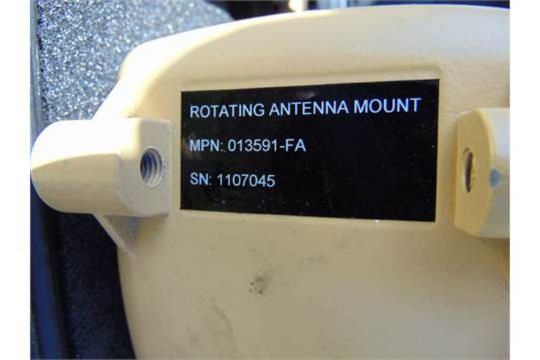 ROTATING ANTENNA MOUNT
MPN: 013591-FA
SN: 1107045